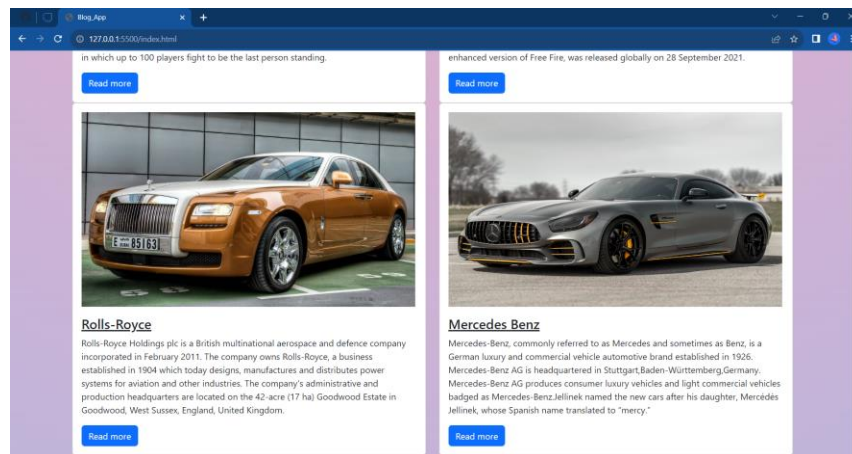 Blog_App
127.0.0.1:5500/index.html
in which up to 100 players fight to be the last person standing.
Read more
enhanced version of Free Fire, was released globally on 28 September 2021.
Read more
E 85163
Rolls-Royce
Rolls-Royce Holdings plc is a British multinational aerospace and defence company
incorporated in February 2011. The company owns Rolls-Royce, a business
established in 1904 which today designs, manufactures and distributes power
systems for aviation and other industries. The company's administrative and
production headquarters are located on the 42-acre (17 ha) Goodwood Estate in
Goodwood, West Sussex, England, United Kingdom.
Read more
Mercedes Benz
Mercedes-Benz, commonly referred to as Mercedes and sometimes as Benz, is a
German luxury and commercial vehicle automotive brand established in 1926.
Mercedes-Benz AG is headquartered in Stuttgart,Baden-Württemberg,Germany.
Mercedes-Benz AG produces consumer luxury vehicles and light commercial vehicles
badged as Mercedes-Benz.Jellinek named the new cars after his daughter, Mercédès
Jellinek, whose Spanish name translated to "mercy."
Read more